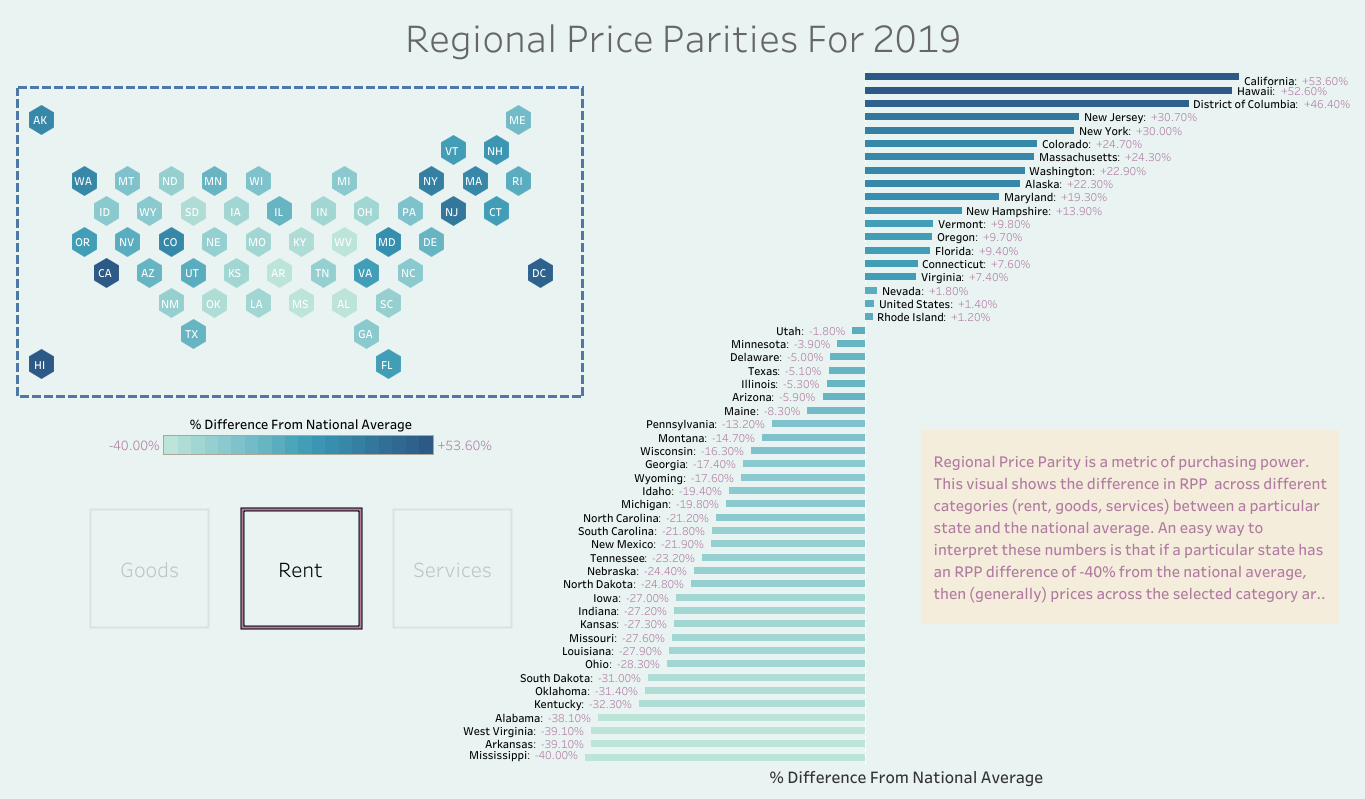 Regional Price Parities For 2019
AK
ME
VT
NH
WA
MT
ND
MN
WI
MI
NY
MA
RI
ID
WY
SD
IA
IL
IN
OH
PA
NJ
CT
OR
NV
CO
NE
MO
KY
WV
MD
DE
CA
AZ
UT
KS
AR
TN
VA
NC
DC
NM
OK
LA
MS
AL
SC
TX
GA
HI
FL
% Difference From National Average
-40.00%
+53.60%
Goods
Rent
Services
California: +53.60%
Hawaii: +52.60%
District of Columbia: +46.40%
New Jersey: +30.70%
New York: +30.00%
Colorado: +24.70%
Massachusetts: +24.30%
Washington: +22.90%
Alaska: +22.30%
Maryland: +19.30%
New Hampshire: +13.90%
Vermont: +9.80%
Oregon: +9.70%
Florida: +9.40%
Connecticut: +7.60%
Virginia: +7.40%
Nevada: +1.80%
United States: +1.40%
Rhode Island: +1.20%
Utah: -1.80%
Minnesota: -3.90%
Delaware: -5.00%
Texas: -5.10%
Illinois: -5.30%
Arizona: -5.90%
Maine: -8.30%
Pennsylvania: -13.20%
Montana: -14.70%
Wisconsin: -16.30%
Georgia: -17.40%
Wyoming: -17.60%
Idaho: -19.40%
Michigan: -19.80%
North Carolina: -21.20%
South Carolina: -21.80%
New Mexico: -21.90%
Tennessee: -23.20%
Nebraska: -24.40%
North Dakota: -24.80%
Iowa: -27.00%
Indiana: -27.20%
Kansas: -27.30%
Missouri: -27.60%
Louisiana: -27.90%
Ohio: -28.30%
South Dakota: -31.00%
Oklahoma: -31.40%
Kentucky: -32.30%
Alabama: -38.10%
West Virginia: -39.10%
Arkansas: -39.10%
Mississippi: -40.00%
% Difference From National Average
Regional Price Parity is a metric of purchasing power.
This visual shows the difference in RPP across different
categories (rent, goods, services) between a particular
state and the national average. An easy way to
interpret these numbers is that if a particular state has
an RPP difference of -40% from the national average,
then (generally) prices across the selected category ar..